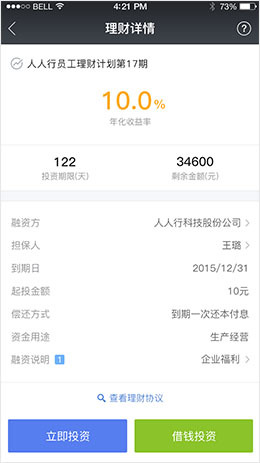 BELL 4:21 PM 73%
理财详情 ?
人人行员工理财计划第17期
10.0%
年化收益率
122 34600
投资期限(天) 剩余金额(元)
融资方 人人行科技股份公司
担保人 王璐
到期日 2015/12/31
起投金额 10元
偿还方式 到期一次还本付息
资金用途 生产经营
融资说明 1 企业福利
查看理财协议
立即投资 借钱投资